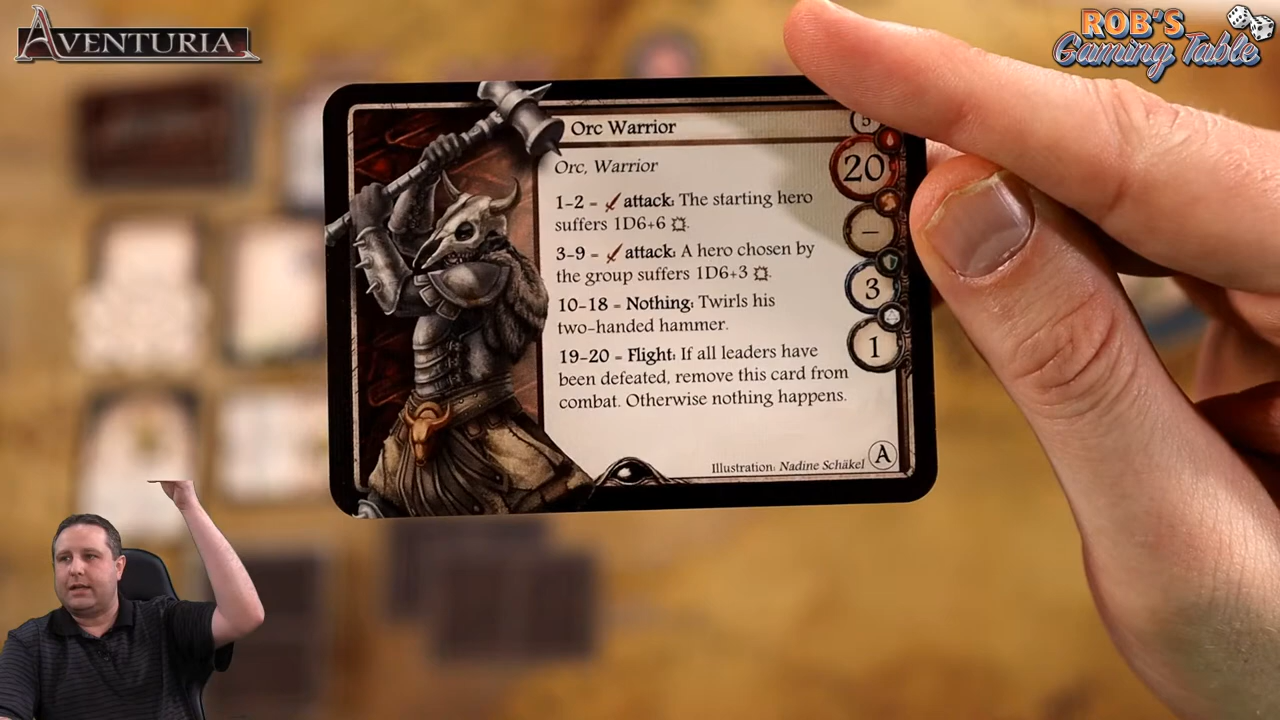 AVENTURIA
ROB'S
Gaming Table
Orc Warrior
5
Orc, Warrior
20
1-2 = attack: The starting hero
suffers 1D6+6 .
–
3-9 = attack: A hero chosen by
the group suffers 1D6+3 .
3
10-18 = Nothing: Twirls his
two-handed hammer.
1
19-20 = Flight: If all leaders have
been defeated, remove this card from
combat. Otherwise nothing happens.
Illustration: Nadine Schäkel
A